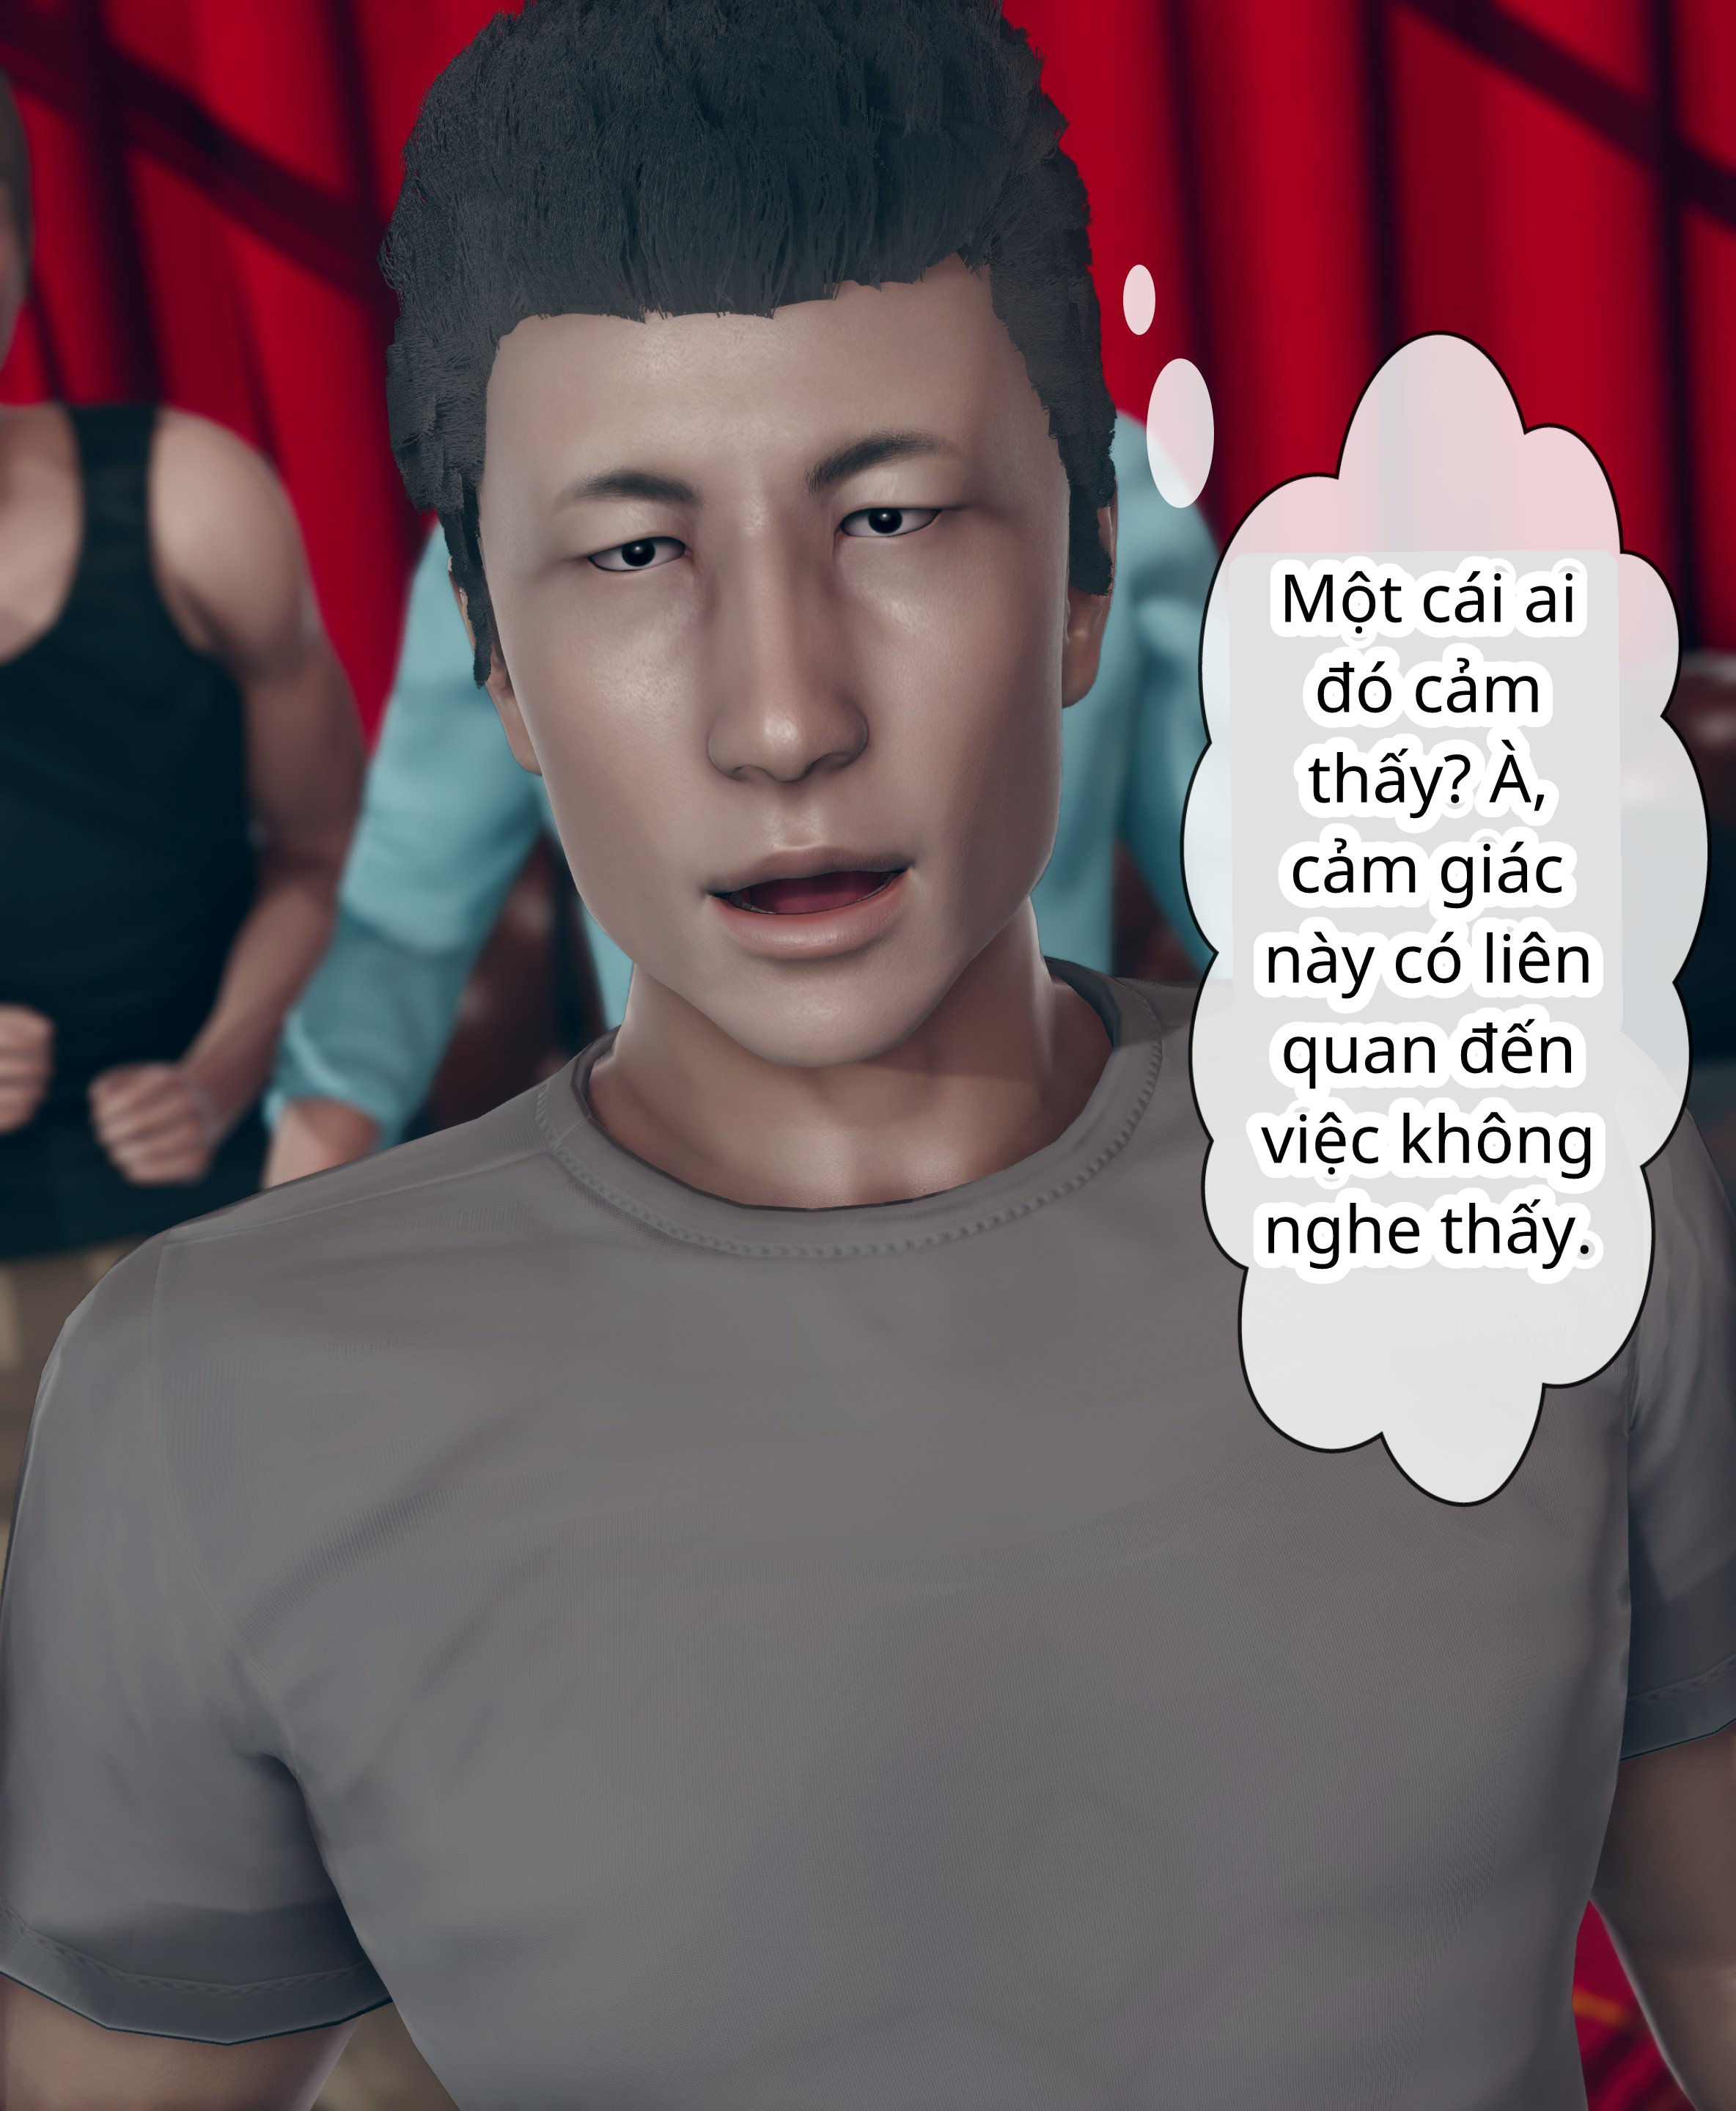 Một cái ai
đó cảm
thấy? À,
cảm giác
này có liên
quan đến
việc không
nghe thấy.